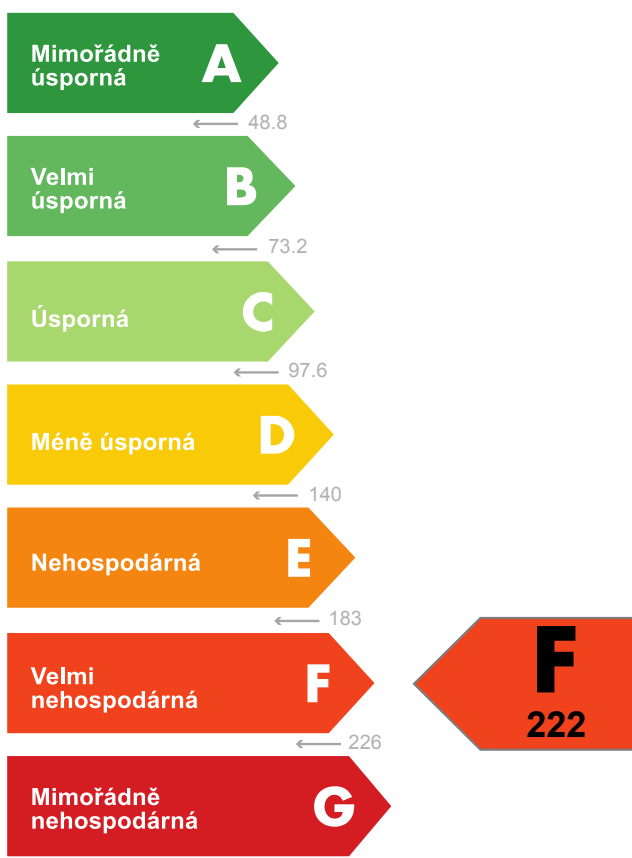 Mimořádně
úsporná
A
← 48.8
Velmi
úsporná
B
← 73.2
Úsporná
C
← 97.6
Méně úsporná
D
← 140
Nehospodárná
E
← 183
Velmi
nehospodárná
F
F
222
← 226
Mimořádně
nehospodárná
G